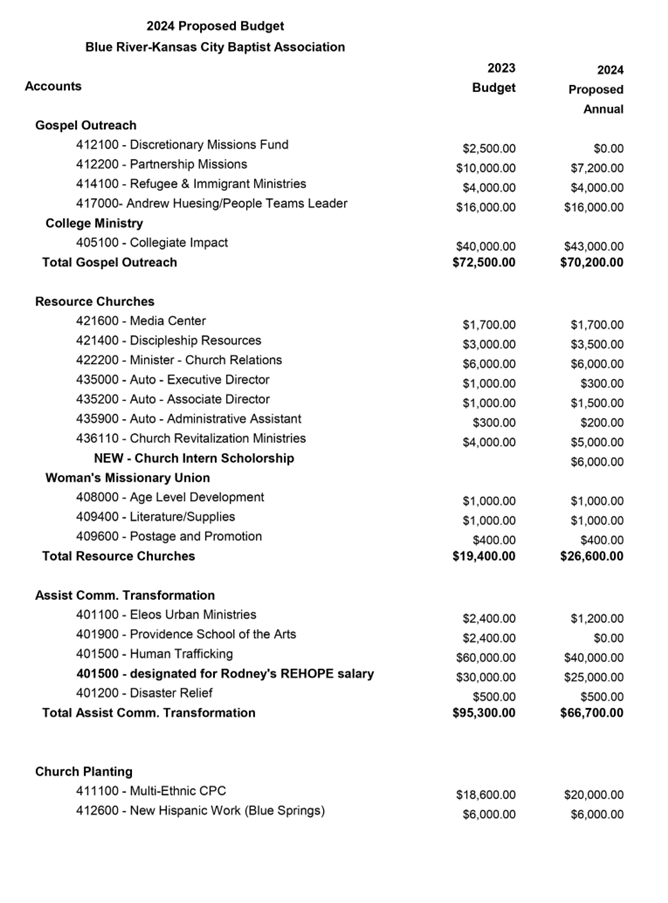 2024 Proposed Budget
Blue River-Kansas City Baptist Association
2023 2024
Accounts Budget Proposed
Annual
Gospel Outreach
412100 - Discretionary Missions Fund $2,500.00 $0.00
412200 - Partnership Missions $10,000.00 $7,200.00
414100 - Refugee & Immigrant Ministries $4,000.00 $4,000.00
417000- Andrew Huesing/People Teams Leader $16,000.00 $16,000.00
College Ministry
405100 - Collegiate Impact $40,000.00 $43,000.00
Total Gospel Outreach $72,500.00 $70,200.00
Resource Churches
421600 - Media Center $1,700.00 $1,700.00
421400 - Discipleship Resources $3,000.00 $3,500.00
422200 - Minister - Church Relations $6,000.00 $6,000.00
435000 - Auto - Executive Director $1,000.00 $300.00
435200 - Auto - Associate Director $1,000.00 $1,500.00
435900 - Auto - Administrative Assistant $300.00 $200.00
436110 - Church Revitalization Ministries $4,000.00 $5,000.00
NEW - Church Intern Scholorship $6,000.00
Woman's Missionary Union
408000 - Age Level Development $1,000.00 $1,000.00
409400 - Literature/Supplies $1,000.00 $1,000.00
409600 - Postage and Promotion $400.00 $400.00
Total Resource Churches $19,400.00 $26,600.00
Assist Comm. Transformation
401100 - Eleos Urban Ministries $2,400.00 $1,200.00
401900 - Providence School of the Arts $2,400.00 $0.00
401500 - Human Trafficking $60,000.00 $40,000.00
401500 - designated for Rodney's REHOPE salary $30,000.00 $25,000.00
401200 - Disaster Relief $500.00 $500.00
Total Assist Comm. Transformation $95,300.00 $66,700.00
Church Planting
411100 - Multi-Ethnic CPC $18,600.00 $20,000.00
412600 - New Hispanic Work (Blue Springs) $6,000.00 $6,000.00